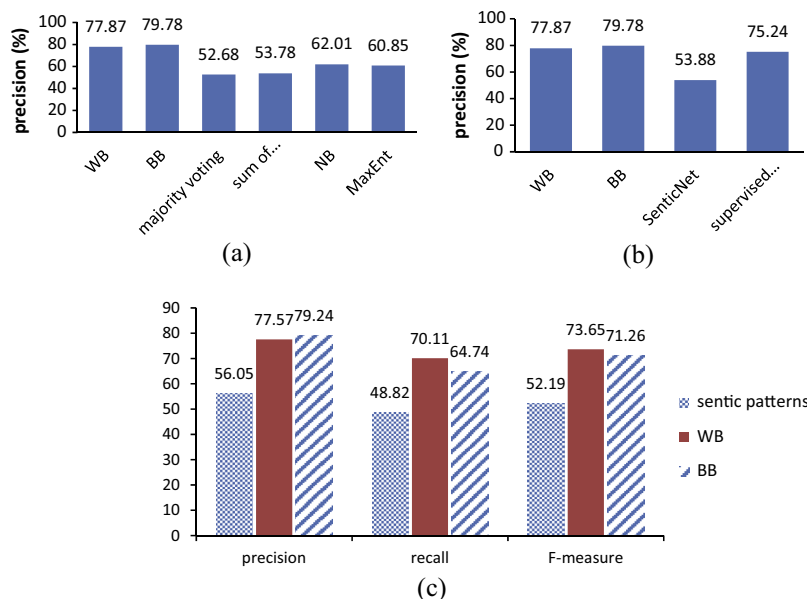 precision (%)
100
80
60
40
20
0
77.87
79.78
52.68
53.78
62.01
60.85
WB
BB
majority voting
sum of...
NB
MaxEnt
(a)
precision (%)
100
80
60
40
20
0
77.87
79.78
53.88
75.24
WB
BB
SenticNet
supervised...
(b)
90
80
70
60
50
40
30
20
10
0
56.05
77.57
79.24
48.82
70.11
64.74
52.19
73.65
71.26
precision
recall
F-measure
sentic patterns
WB
BB
(c)